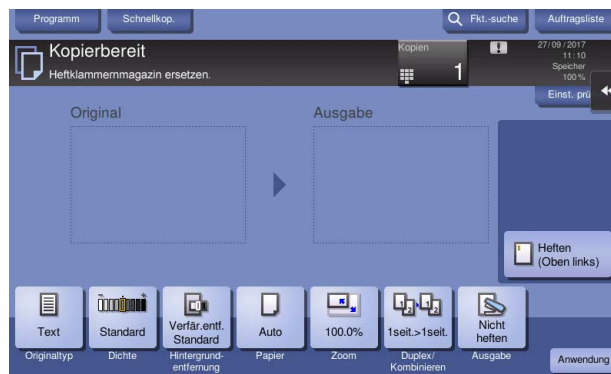 Programm
Schnellkop.
Fkt.-suche
Auftragsliste
Kopierbereit
Heftklammernmagazin ersetzen.
Kopien
1
27/09/2017
11:10
Speicher
100 %
Einst. prü
Original
Ausgabe
Heften
(Oben links)
Text
Standard
Verfär.entf.
Standard
Auto
100.0%
1seit.>1seit.
Nicht
heften
Originaltyp
Dichte
Hintergrund-
entfernung
Papier
Zoom
Duplex/
Kombinieren
Ausgabe
Anwendung